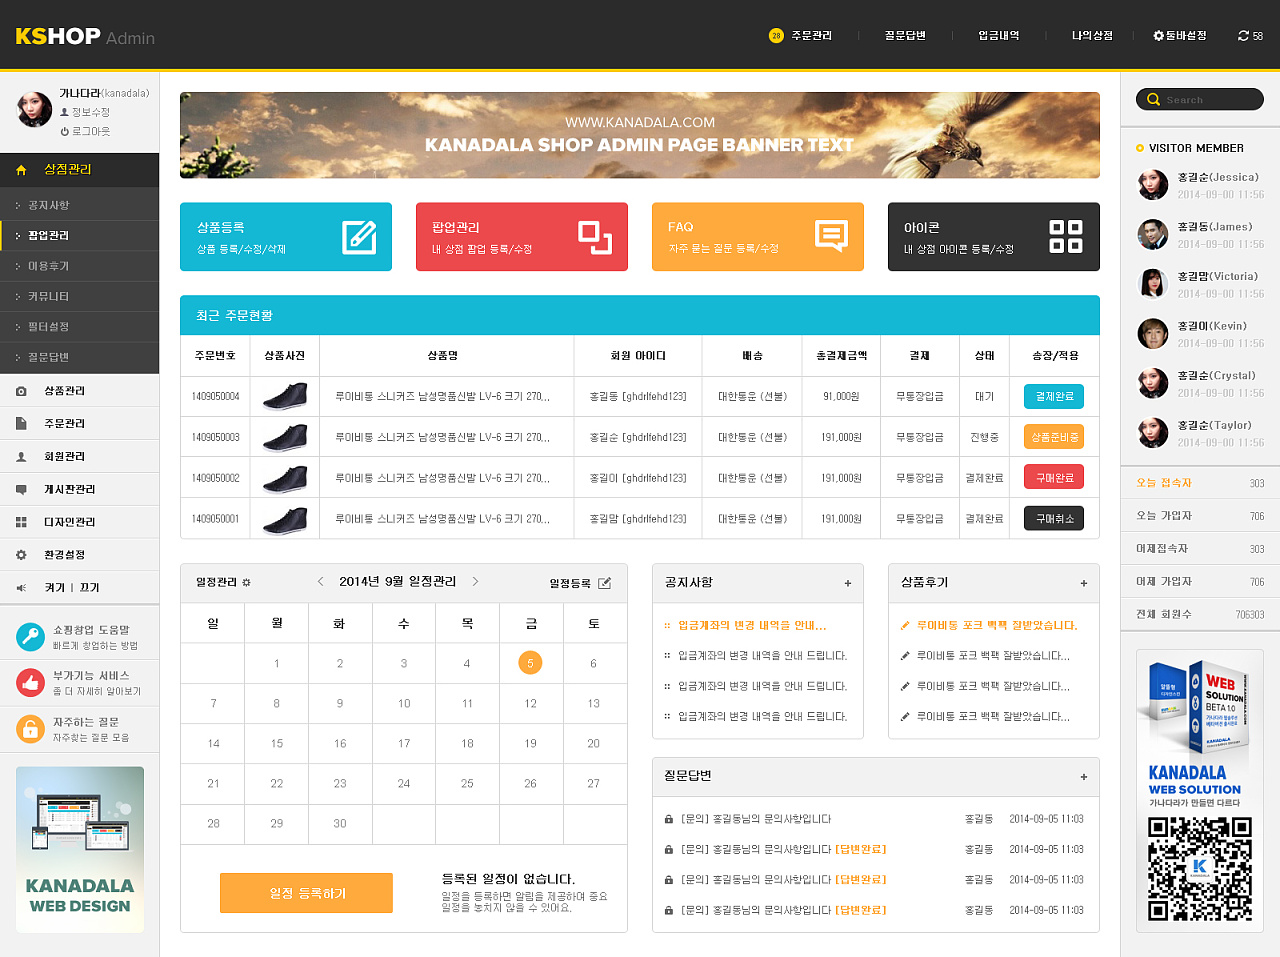 KSHOP Admin
28 주문관리
질문답변
입금내역
나의상점
툴바설정
58
가나다라(kanadala)
정보수정
로그아웃
상점관리
공지사항
팝업관리
이용후기
커뮤니티
필터설정
질문답변
상품관리
주문관리
회원관리
게시판관리
디자인관리
환경설정
켜기 | 끄기
쇼핑창업 도움말
빠르게 창업하는 방법
부가기능 서비스
좀 더 자세히 알아보기
자주하는 질문
자주찾는 질문 모음
KANADALA
WEB DESIGN
WWW.KANADALA.COM
KANADALA SHOP ADMIN PAGE BANNER TEXT
상품등록
상품 등록/수정/삭제
팝업관리
내 상점 팝업 등록/수정
FAQ
자주 묻는 질문 등록/수정
아이콘
내 상점 아이콘 등록/수정
최근 주문현황
주문번호 상품사진 상품명 회원 아이디 배송 총결제금액 결제 상태 송장/적용
1409050004 루이비통 스니커즈 남성명품신발 LV-6 크기 270... 홍길동 [ghdrlfehd123] 대한통운 (선불) 91,000원 무통장입금 대기 결제완료
1409050003 루이비통 스니커즈 남성명품신발 LV-6 크기 270... 홍길순 [ghdrlfehd123] 대한통운 (선불) 191,000원 무통장입금 진행중 상품준비중
1409050002 루이비통 스니커즈 남성명품신발 LV-6 크기 270... 홍길이 [ghdrlfehd123] 대한통운 (선불) 191,000원 무통장입금 결제완료 구매완료
1409050001 루이비통 스니커즈 남성명품신발 LV-6 크기 270... 홍길맘 [ghdrlfehd123] 대한통운 (선불) 191,000원 무통장입금 결제완료 구매취소
일정관리
2014년 9월 일정관리
일정등록
일 월 화 수 목 금 토
1 2 3 4 5 6
7 8 9 10 11 12 13
14 15 16 17 18 19 20
21 22 23 24 25 26 27
28 29 30
일정 등록하기
등록된 일정이 없습니다.
일정을 등록하면 알림을 제공하며 중요
일정을 놓치지 않을 수 있어요.
공지사항 +
입금계좌의 변경 내역을 안내...
입금계좌의 변경 내역을 안내 드립니다.
입금계좌의 변경 내역을 안내 드립니다.
입금계좌의 변경 내역을 안내 드립니다.
상품후기 +
루이비통 포크 백팩 잘받았습니다.
루이비통 포크 백팩 잘받았습니다...
루이비통 포크 백팩 잘받았습니다...
루이비통 포크 백팩 잘받았습니다...
질문답변 +
[문의] 홍길동님의 문의사항입니다 홍길동 2014-09-05 11:03
[문의] 홍길동님의 문의사항입니다 [답변완료] 홍길동 2014-09-05 11:03
[문의] 홍길동님의 문의사항입니다 [답변완료] 홍길동 2014-09-05 11:03
[문의] 홍길동님의 문의사항입니다 [답변완료] 홍길동 2014-09-05 11:03
Search
VISITOR MEMBER
홍길순(Jessica)
2014-09-00 11:56
홍길동(James)
2014-09-00 11:56
홍길맘(Victoria)
2014-09-00 11:56
홍길이(Kevin)
2014-09-00 11:56
홍길순(Crystal)
2014-09-00 11:56
홍길순(Taylor)
2014-09-00 11:56
오늘 접속자 303
오늘 가입자 706
어제접속자 303
어제 가입자 706
전체 회원수 706303
WEB
SOLUTION
BETA 1.0
KANADALA
KANADALA
WEB SOLUTION
가나다라가 만들면 다르다